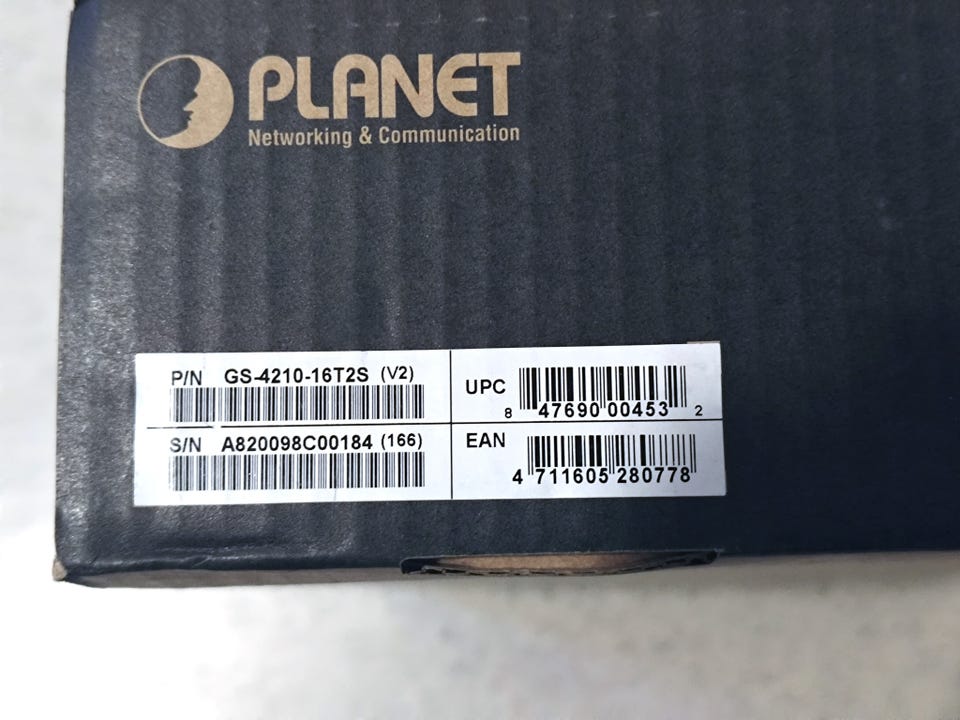 PLANET
Networking & Communication
P/N GS-4210-16T2S (V2)
S/N A820098C00184 (166)
UPC 8 47690 00453 2
EAN 4 711605 280778